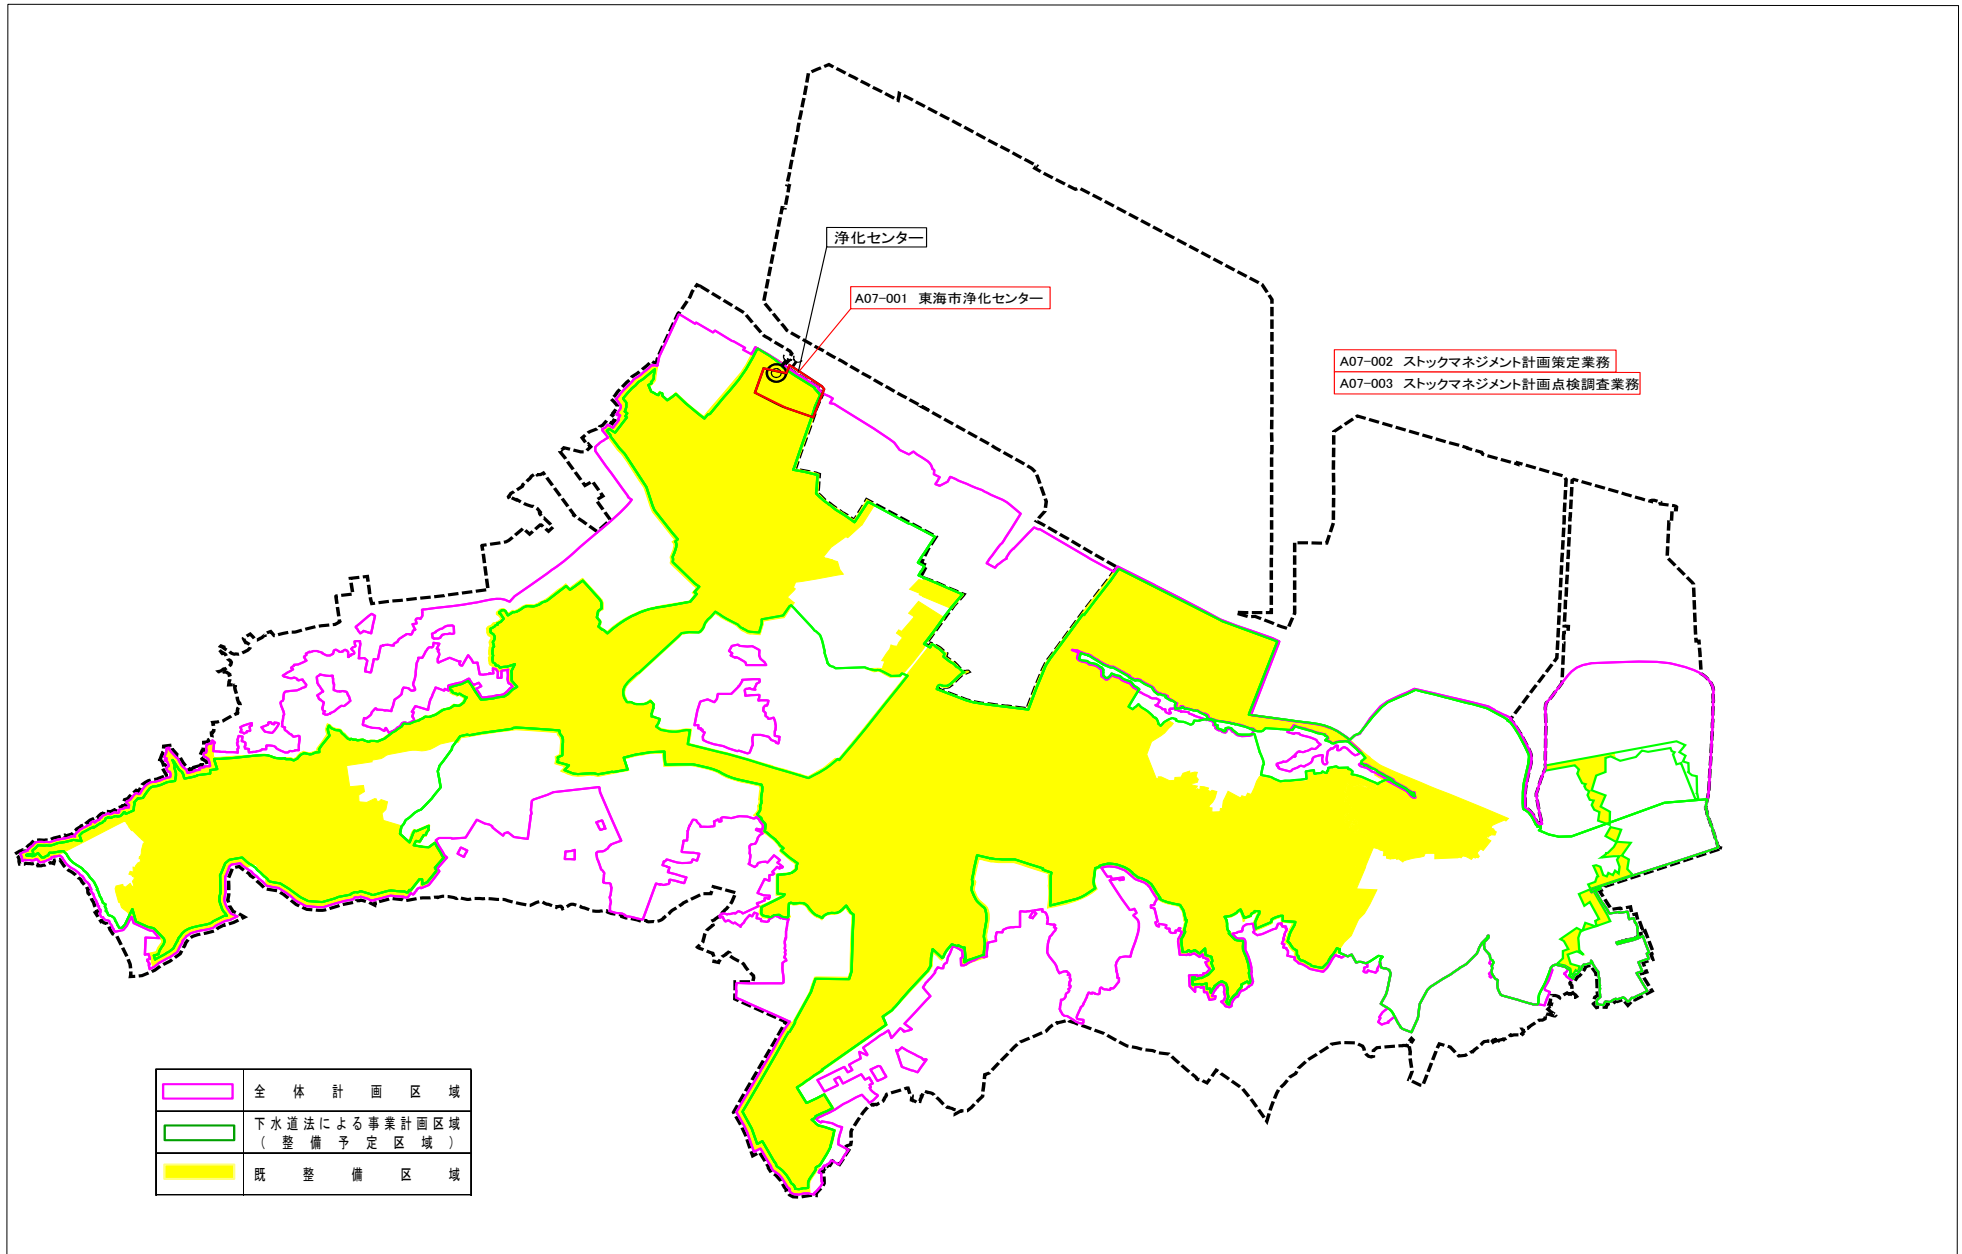 浄化センター
A07-001 東海市浄化センター
A07-002 ストックマネジメント計画策定業務
A07-003 ストックマネジメント計画点検調査業務
全体計画区域
下水道法による事業計画区域
(整備予定区域)
既整備区域